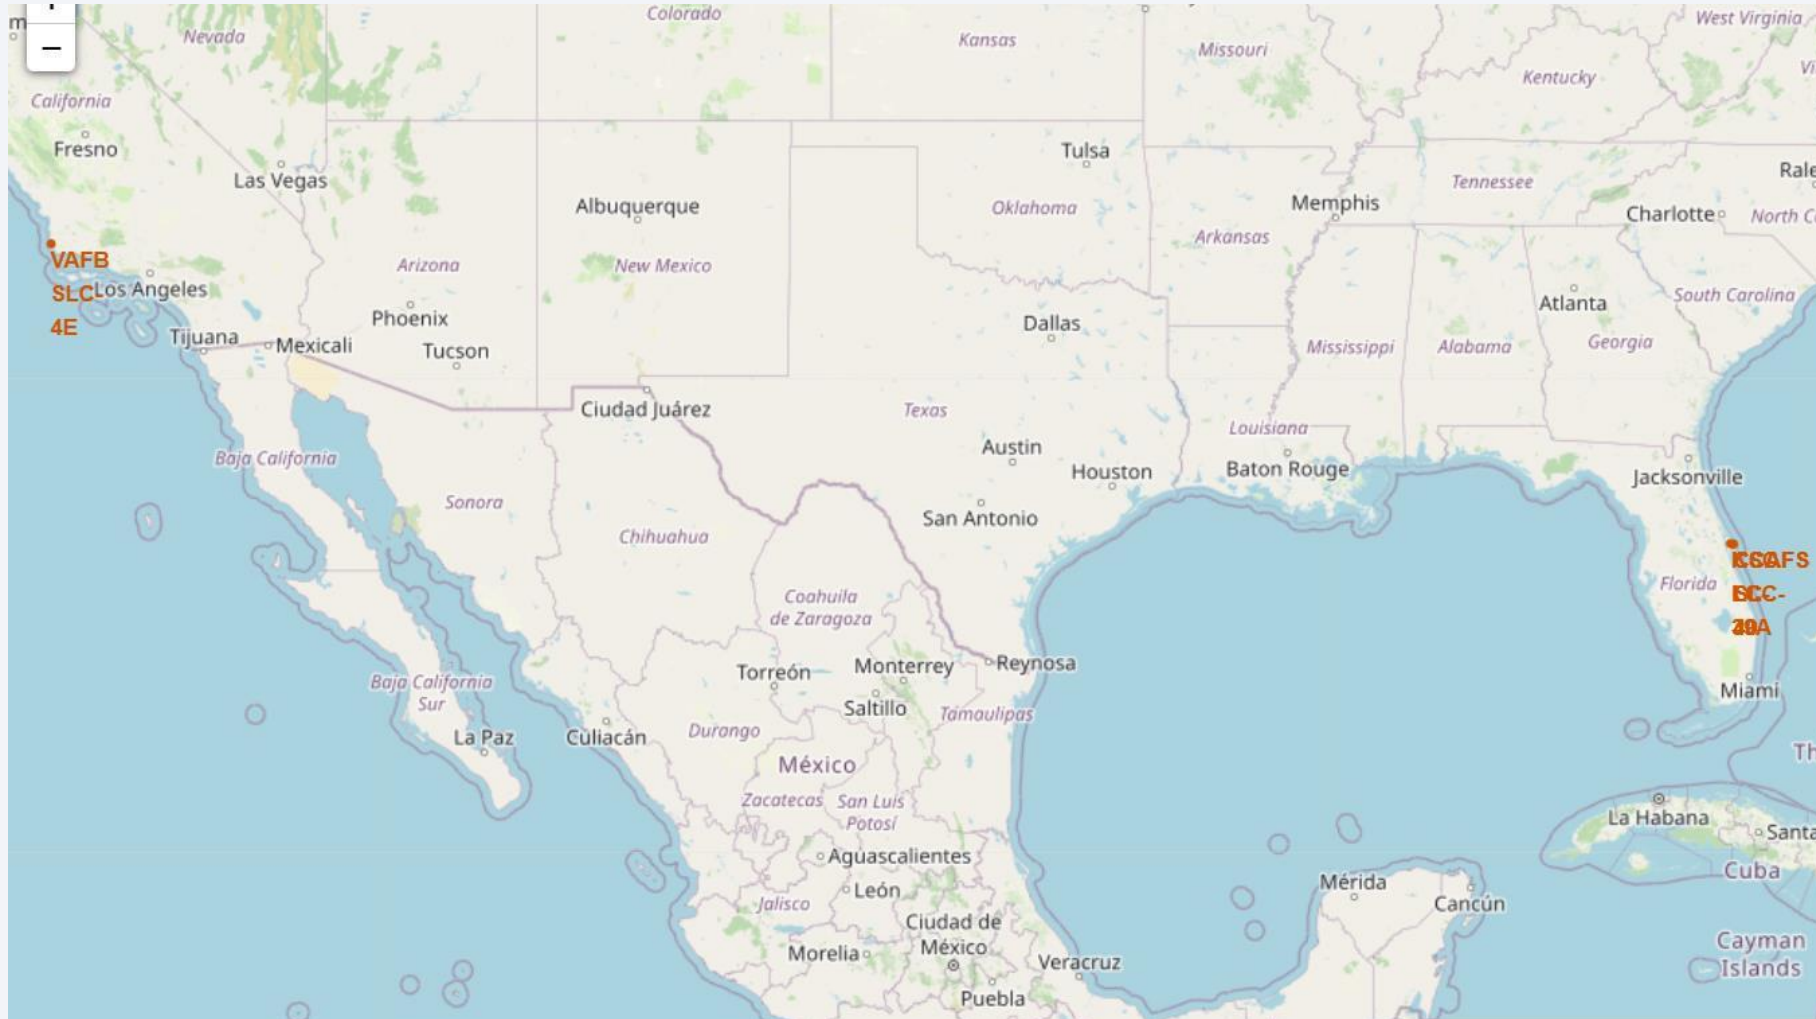 Colorado
West Virginia
Nevada
Kansas
Missouri
Kentucky
California
Fresno
Tulsa
Las Vegas
Tennessee
Albuquerque
Memphis
Oklahoma
Charlotte
Arkansas
VAFB
SLC-
4E
Arizona
New Mexico
Los Angeles
South Carolina
Atlanta
Phoenix
Dallas
Tijuana
Mexicali
Tucson
Mississippi
Alabama
Georgia
Ciudad Juárez
Texas
Louisiana
Austin
Baja California
Houston
Baton Rouge
Jacksonville
Sonora
San Antonio
Chihuahua
Florida
Coahuila
de Zaragoza
Torreón
Monterrey
Reynosa
Baja California
Sur
Miami
Saltillo
Tamaulipas
La Paz
Culiacán
Durango
México
Zacatecas
San Luis
Potosí
La Habana
Aguascalientes
Cuba
León
Mérida
Cancún
Jalisco
Ciudad de
México
Morelia
Veracruz
Cayman
Islands
Puebla